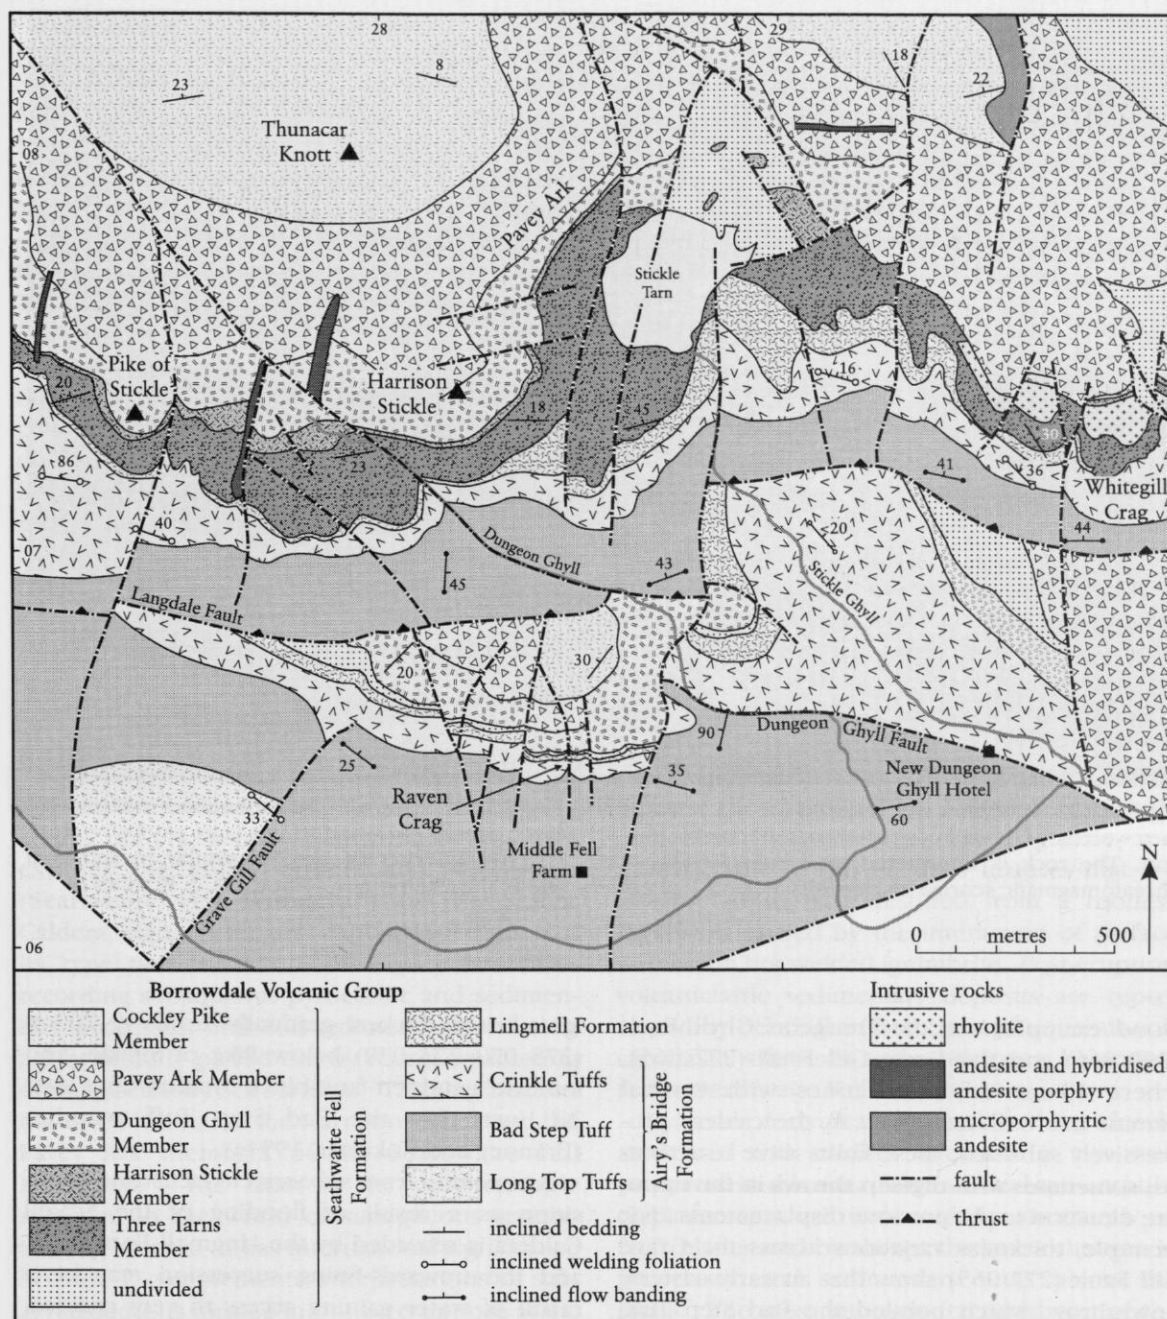 28
29
18
8
22
23
Thunacar
Knott
08
Pavey Ark
Stickle
Tarn
Pike of
Stickle
20
Harrison
Stickle
16
18
45
30
23
86
36
41
Whitegill
Crag
40
44
20
07
Dungeon Ghyll
43
45
Stickle Ghyll
Langdale Fault
30
20
90
Dungeon Ghyll Fault
25
35
New Dungeon
Ghyll Hotel
Raven
Crag
33
60
Grave Gill Fault
Middle Fell
Farm
N
06
0 metres 500
Borrowdale Volcanic Group
Cockley Pike
Member
Pavey Ark Member
Dungeon Ghyll
Member
Harrison Stickle
Member
Three Tarns
Member
undivided
Seathwaite Fell
Formation
Lingmell Formation
Crinkle Tuffs
Bad Step Tuff
Long Top Tuffs
Airy's Bridge
Formation
inclined bedding
inclined welding foliation
inclined flow banding
Intrusive rocks
rhyolite
andesite and hybridised
andesite porphyry
microporphyritic
andesite
fault
thrust